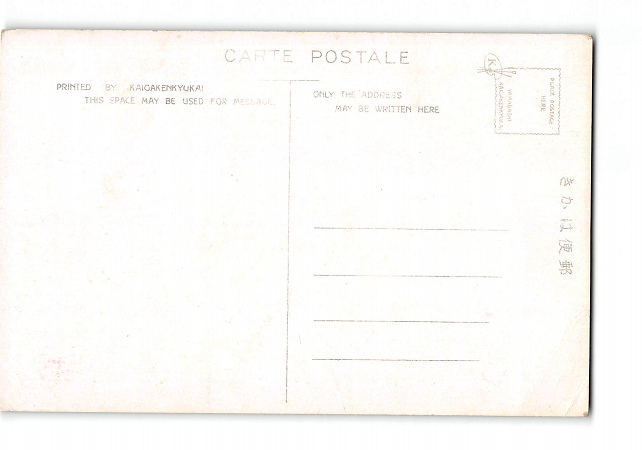 CARTE POSTALE
PRINTED BY KAIGAKENKYUKAI
THIS SPACE MAY BE USED FOR MESSAGE.
ONLY THE ADDRESS
MAY BE WRITTEN HERE
K
PLACE POSTAGE
HERE
KAIGAKENKYUKAI
きかは便郵